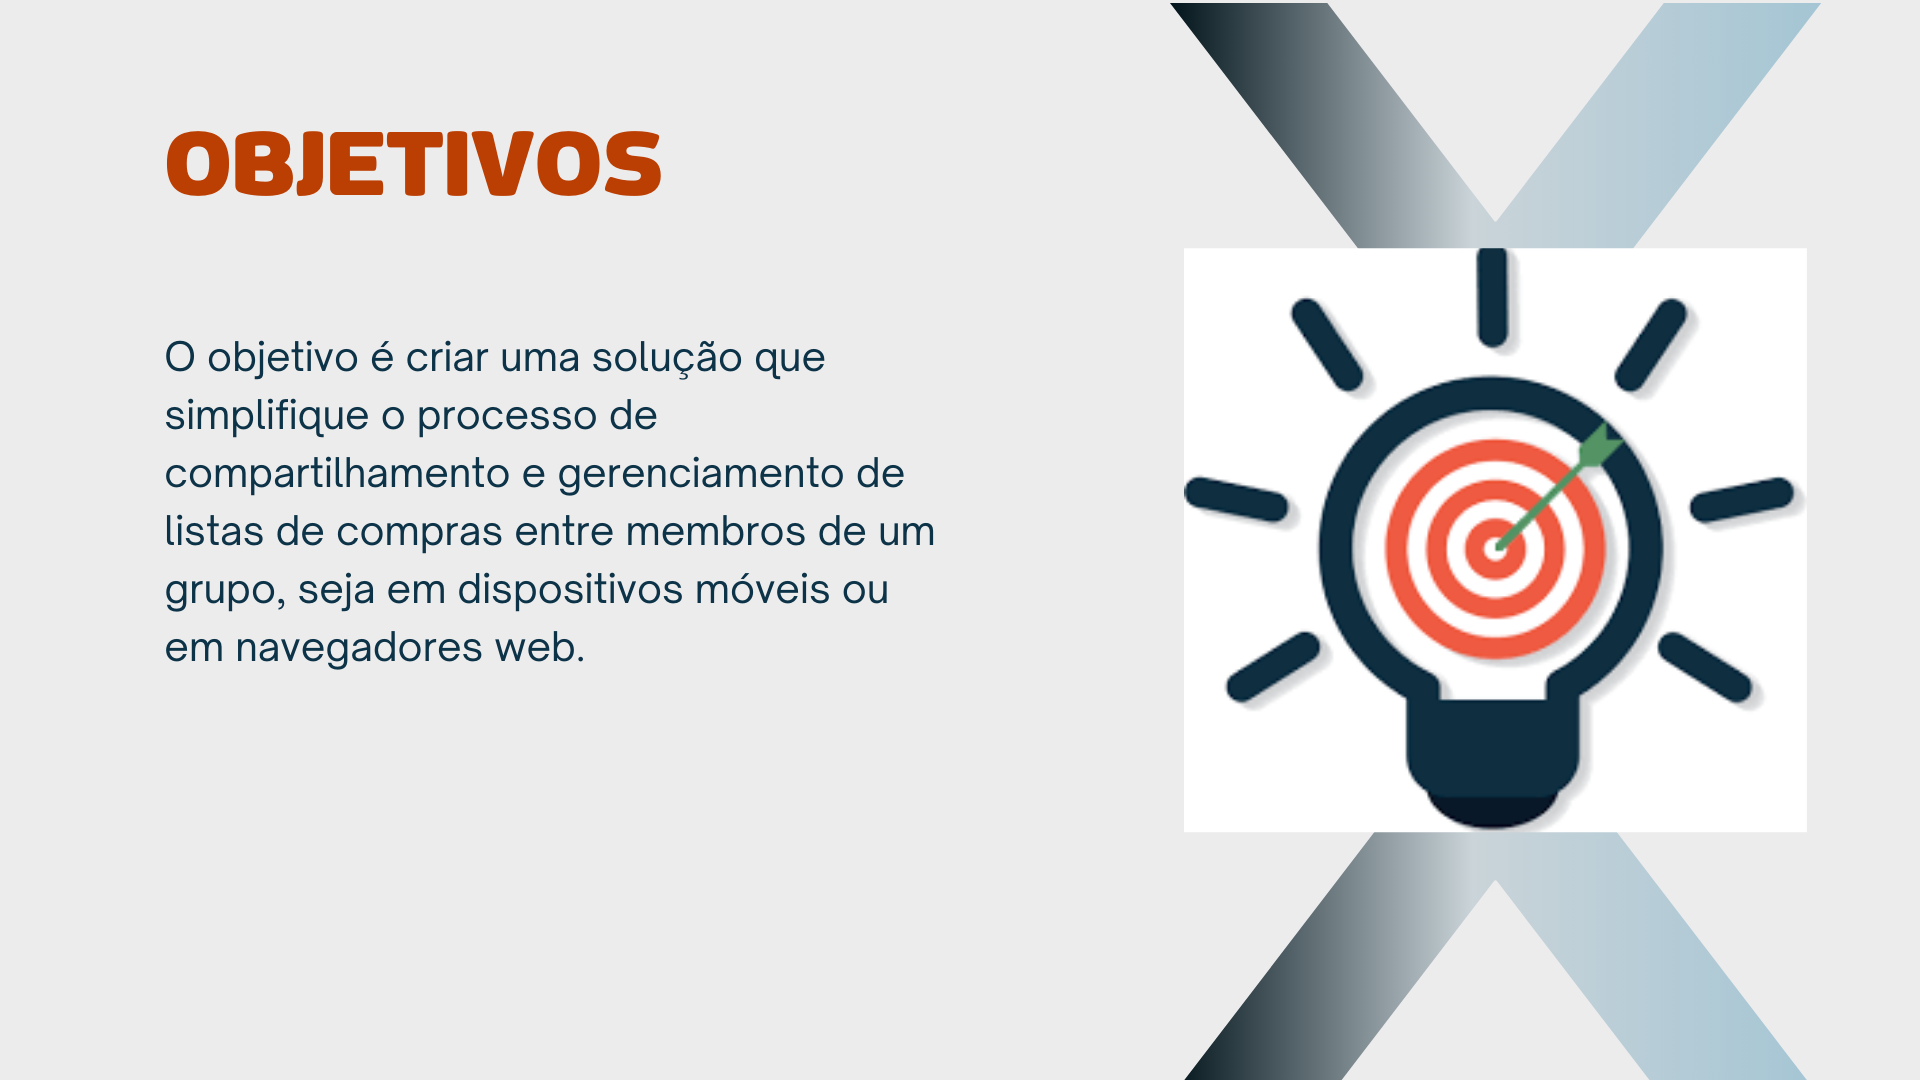 OBJETIVOS
O objetivo é criar uma solução que
simplifique o processo de
compartilhamento e gerenciamento de
listas de compras entre membros de um
grupo, seja em dispositivos móveis ou
em navegadores web.